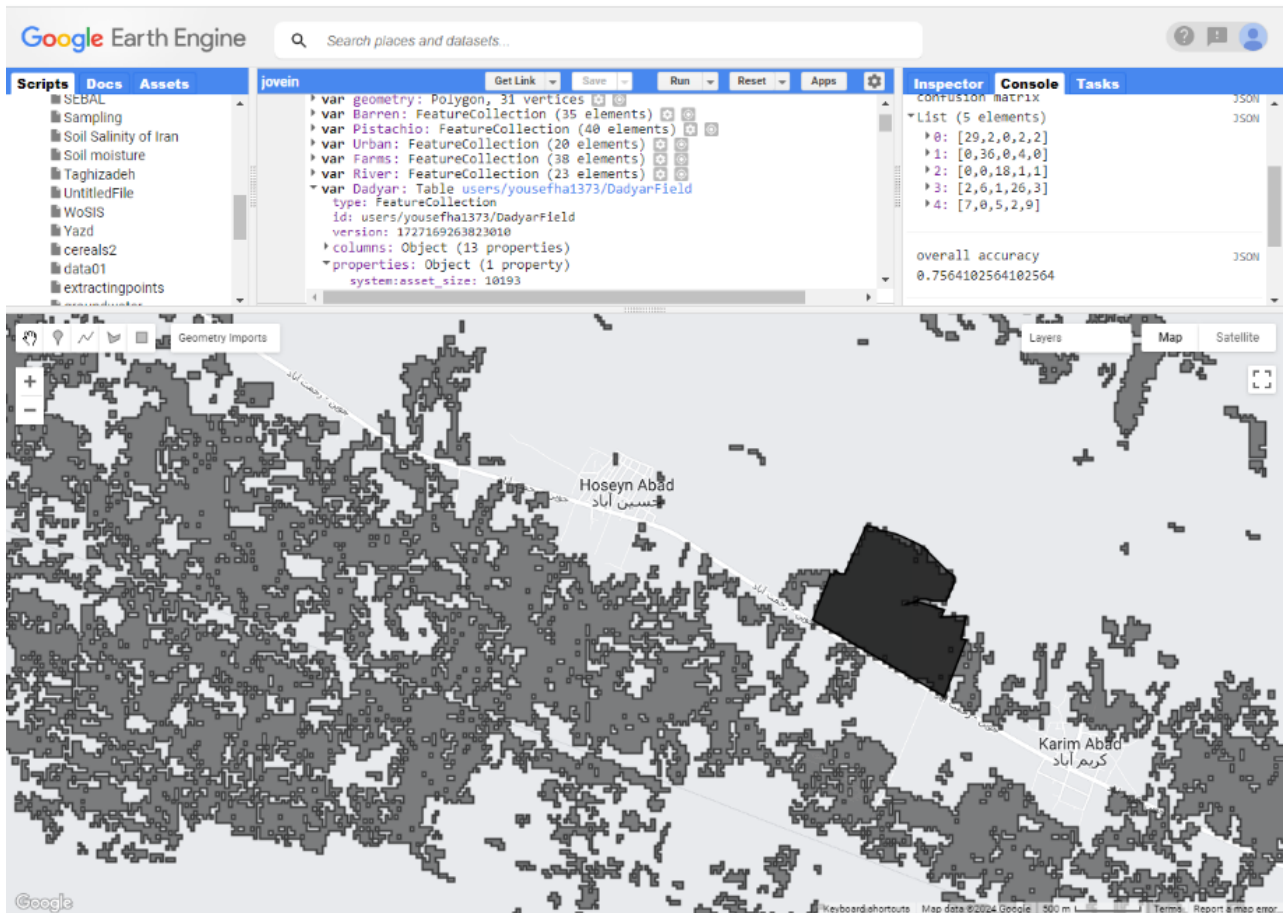 Google Earth Engine
Search places and datasets...
Scripts Docs Assets
SEBAL
Sampling
Soil Salinity of Iran
Soil moisture
Taghizadeh
UntitledFile
WoSIS
Yazd
cereals2
data01
extractingpoints
groundwater
jovein
Get Link Save Run Reset Apps
var geometry: Polygon, 31 vertices
var Barren: FeatureCollection (35 elements)
var Pistachio: FeatureCollection (40 elements)
var Urban: FeatureCollection (20 elements)
var Farms: FeatureCollection (38 elements)
var River: FeatureCollection (23 elements)
var Dadyar: Table users/yousefha1373/DadyarField
type: FeatureCollection
id: users/yousefha1373/DadyarField
version: 1727169263823010
columns: Object (13 properties)
properties: Object (1 property)
system:asset_size: 10193
Inspector Console Tasks
confusion matrix JSON
List (5 elements) JSON
0: [29,2,0,2,2]
1: [0,36,0,4,0]
2: [0,0,18,1,1]
3: [2,6,1,26,3]
4: [7,0,5,2,9]
overall accuracy JSON
0.7564102564102564
Geometry Imports
Layers
Map Satellite
+
−
جوین - رحمت آباد
Hoseyn Abad
حسین آباد
جوین - رحمت آباد
Karim Abad
کریم آباد
Google
Keyboard shortcuts Map data ©2024 Google 500 m Terms Report a map error